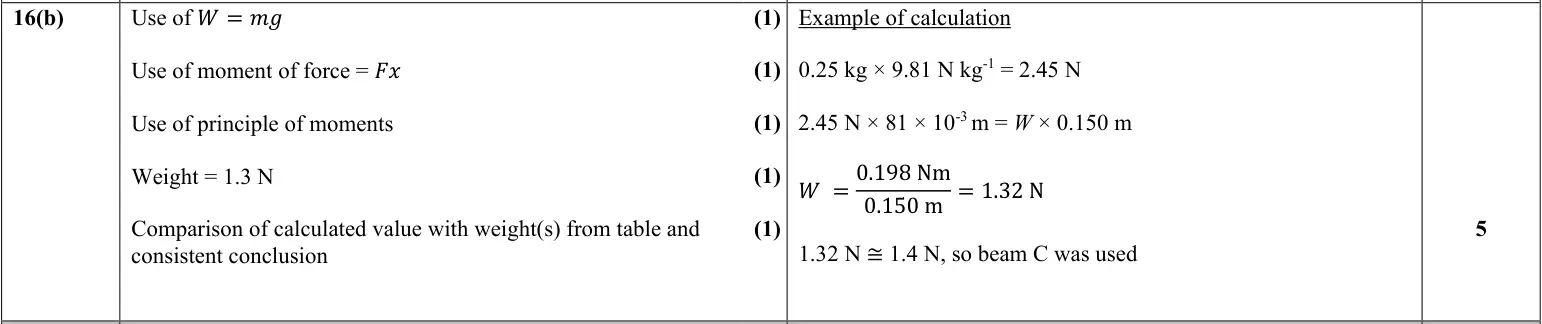 16(b) Use of W = mg (1) Example of calculation
Use of moment of force = Fx (1) 0.25 kg × 9.81 N kg⁻¹ = 2.45 N
Use of principle of moments (1) 2.45 N × 81 × 10⁻³ m = W × 0.150 m
Weight = 1.3 N (1) W = 0.198 Nm / 0.150 m = 1.32 N
Comparison of calculated value with weight(s) from table and (1) 5
consistent conclusion 1.32 N ≅ 1.4 N, so beam C was used